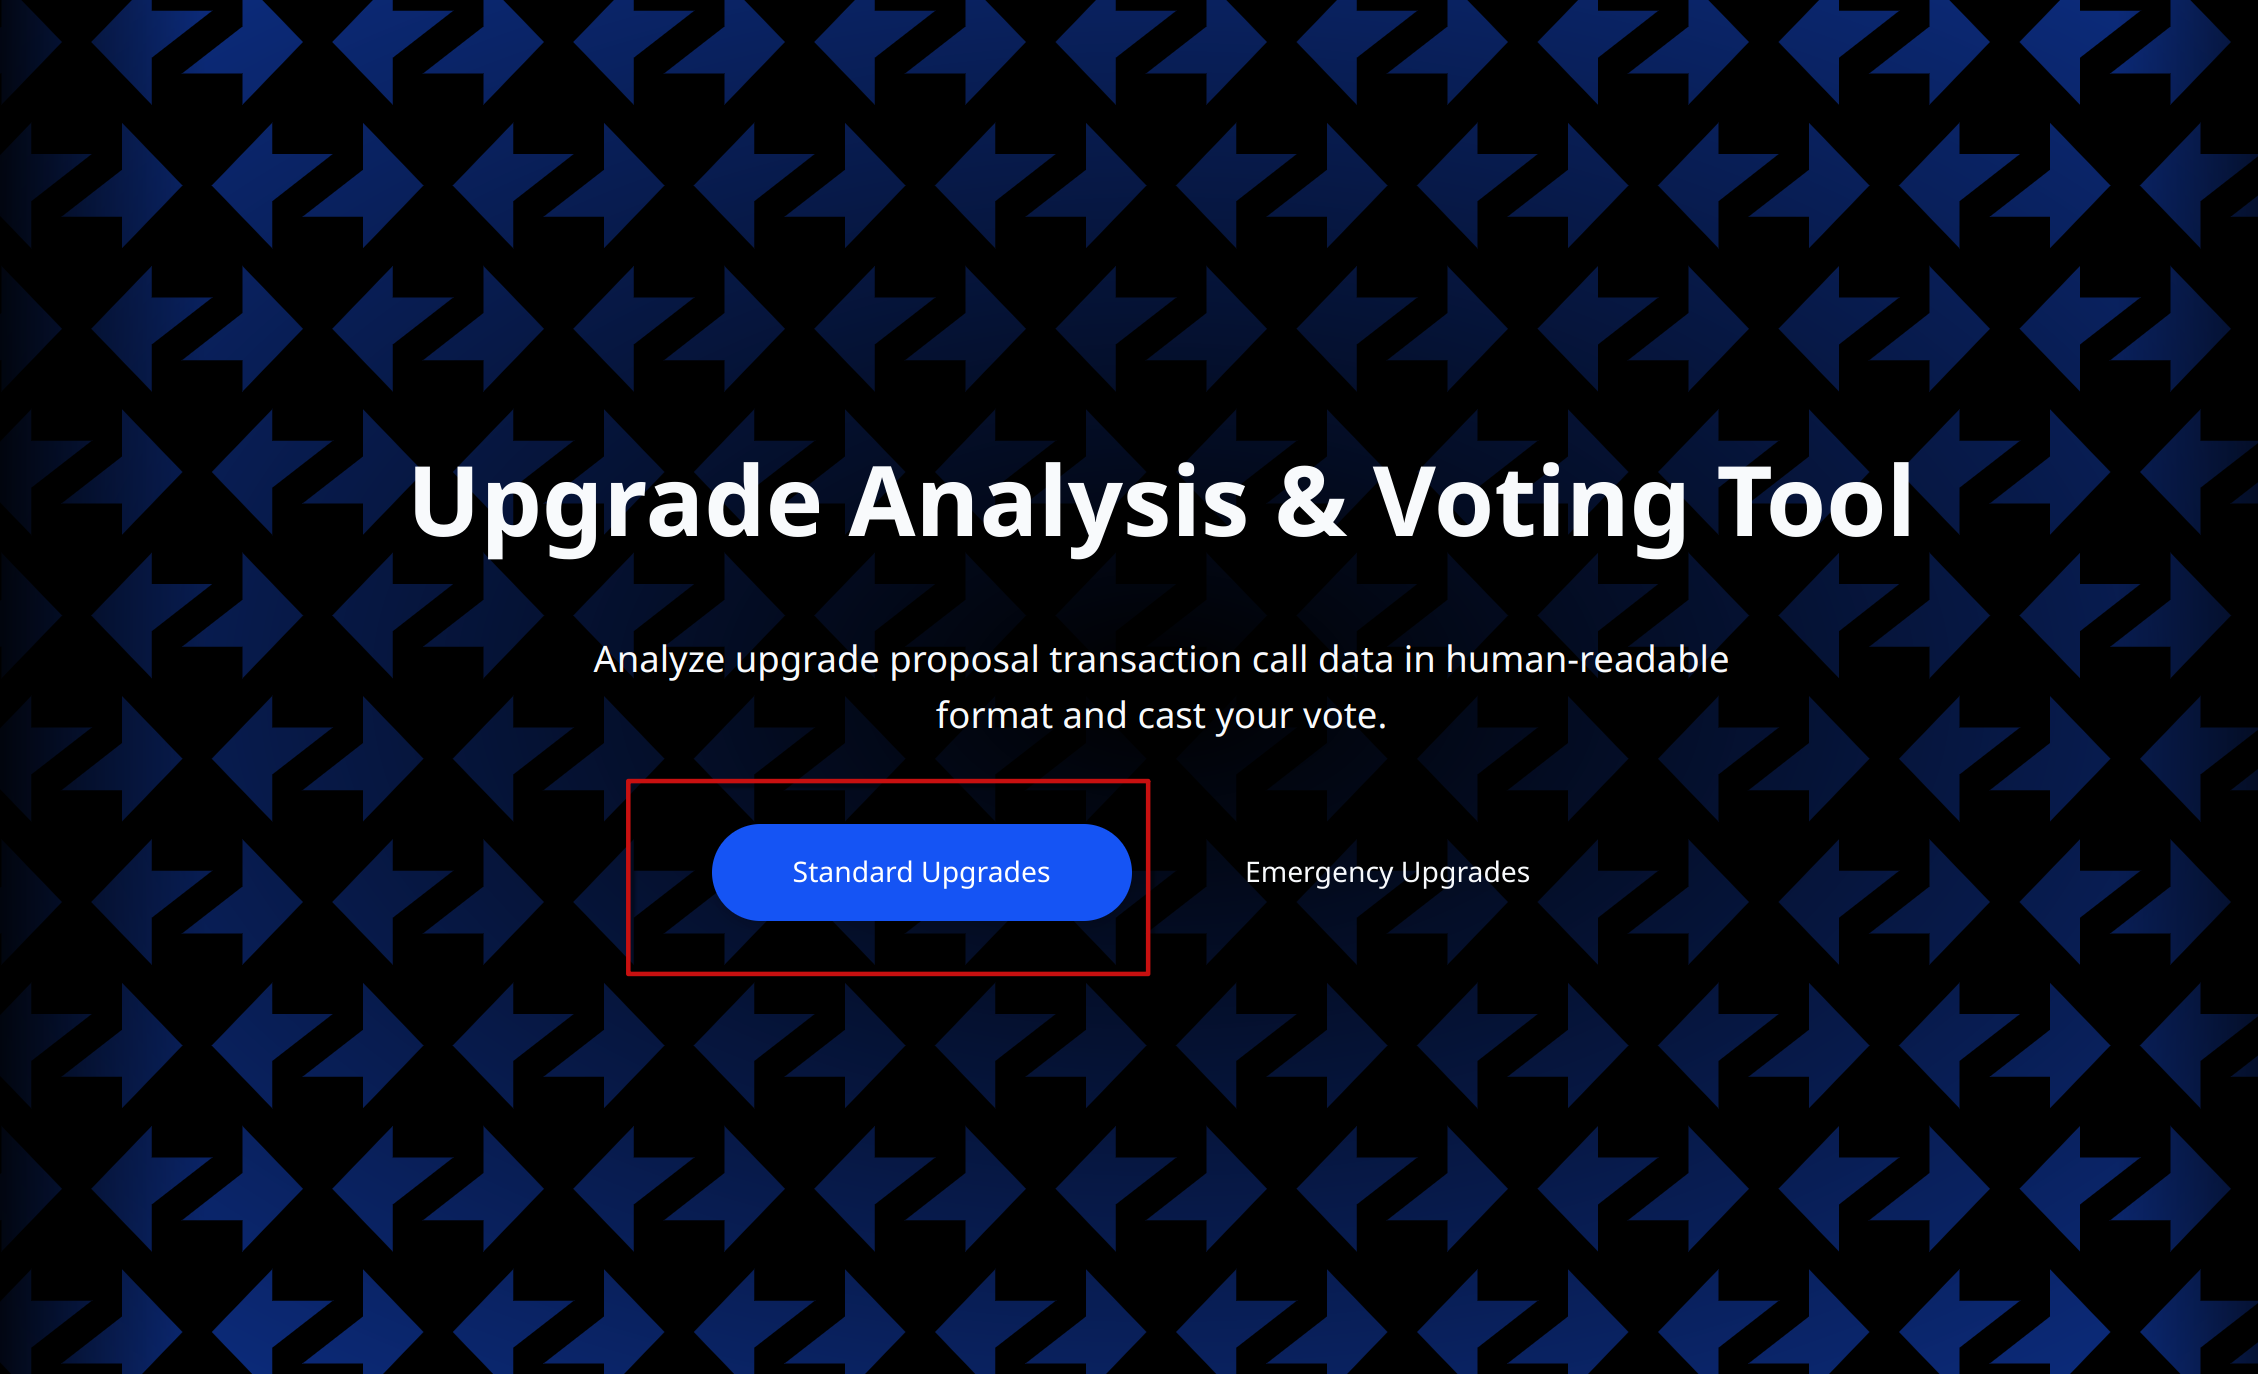 Upgrade Analysis & Voting Tool
Analyze upgrade proposal transaction call data in human-readable
format and cast your vote.
Standard Upgrades
Emergency Upgrades